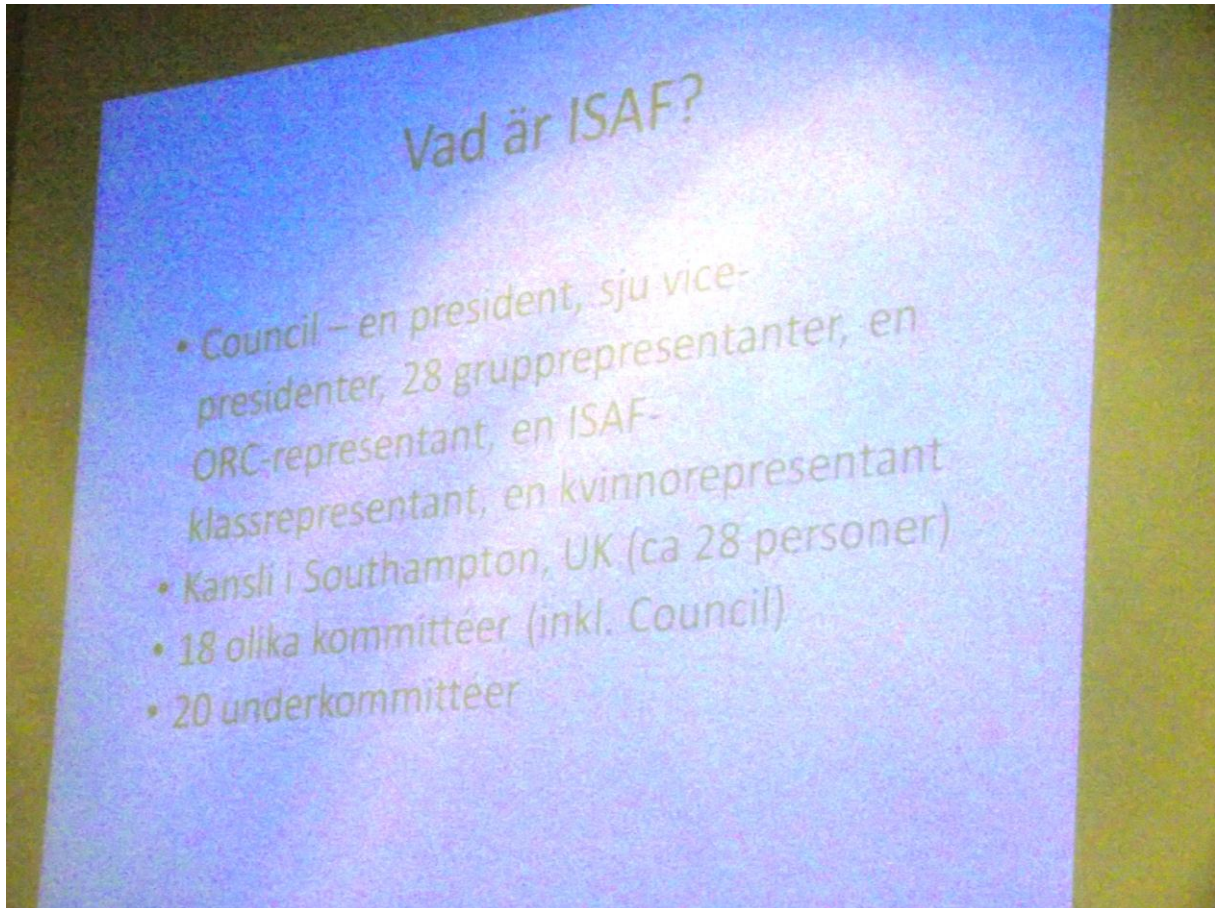 Vad är ISAF?
• Council – en president, sju vice-
presidenter, 28 grupprepresentanter, en
ORC-representant, en ISAF-
klassrepresentant, en kvinnorepresentant
• Kansli i Southampton, UK (ca 28 personer)
• 18 olika kommittéer (inkl. Council)
• 20 underkommittéer